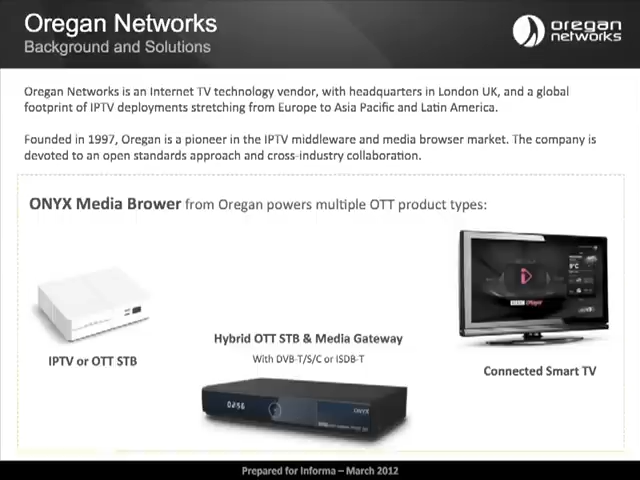 Oregan Networks
Background and Solutions
oregan
networks
Oregan Networks is an Internet TV technology vendor, with headquarters in London UK, and a global
footprint of IPTV deployments stretching from Europe to Asia Pacific and Latin America.
Founded in 1997, Oregan is a pioneer in the IPTV middleware and media browser market. The company is
devoted to an open standards approach and cross-industry collaboration.
ONYX Media Brower from Oregan powers multiple OTT product types:
IPTV or OTT STB
Hybrid OTT STB & Media Gateway
With DVB-T/S/C or ISDB-T
02:56
ONYX
iPlayer
Connected Smart TV
Prepared for Informa – March 2012